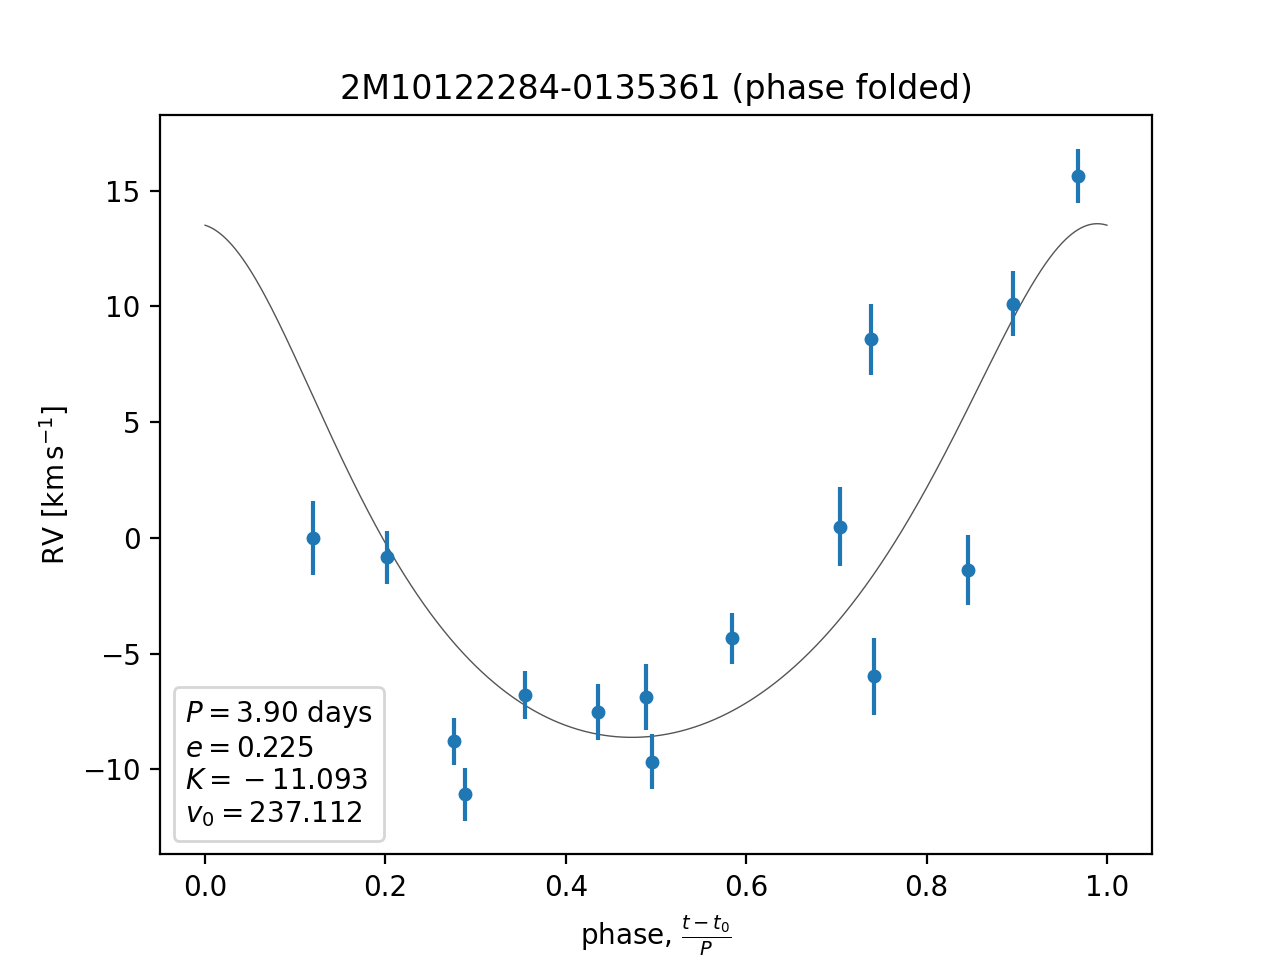 2M10122284-0135361 (phase folded)
RV [km s⁻¹]
15
10
5
0
−5
−10
P = 3.90 days
e = 0.225
K = −11.093
v₀ = 237.112
0.0 0.2 0.4 0.6 0.8 1.0
phase, (t − t₀)/P